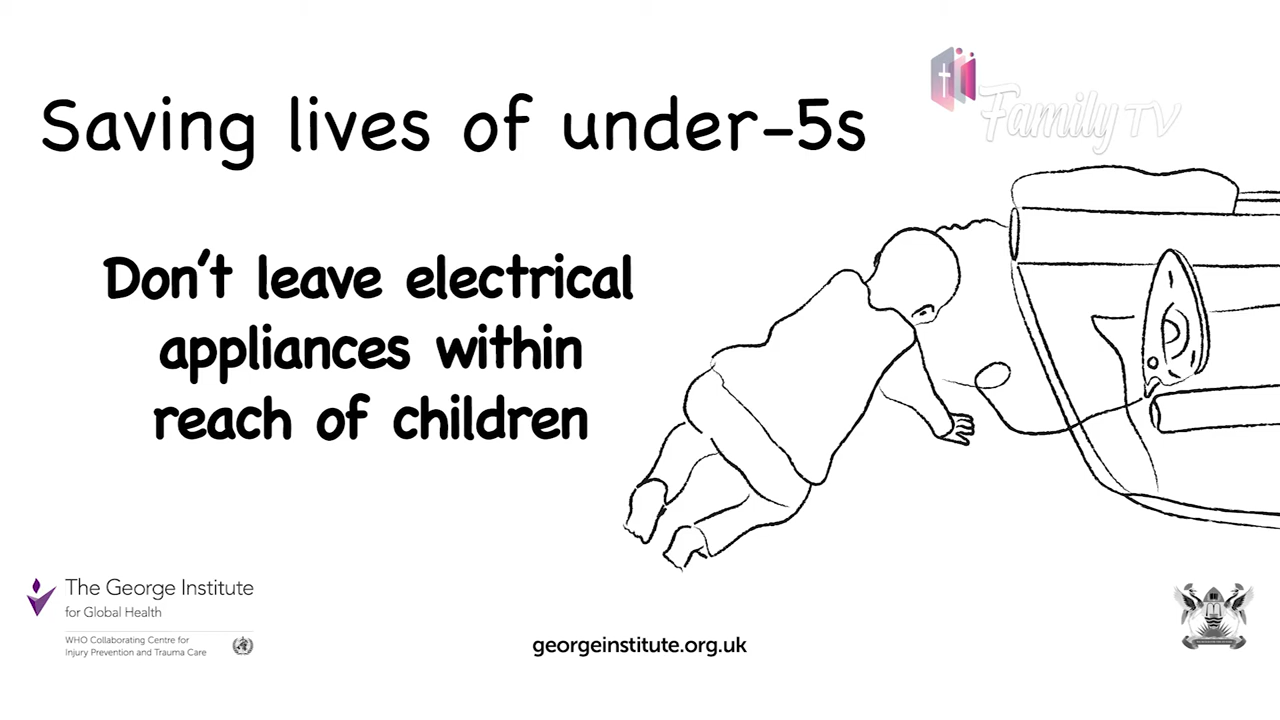 Family TV
Saving lives of under-5s
Don't leave electrical
appliances within
reach of children
The George Institute
for Global Health
WHO Collaborating Centre for
Injury Prevention and Trauma Care
georgeinstitute.org.uk